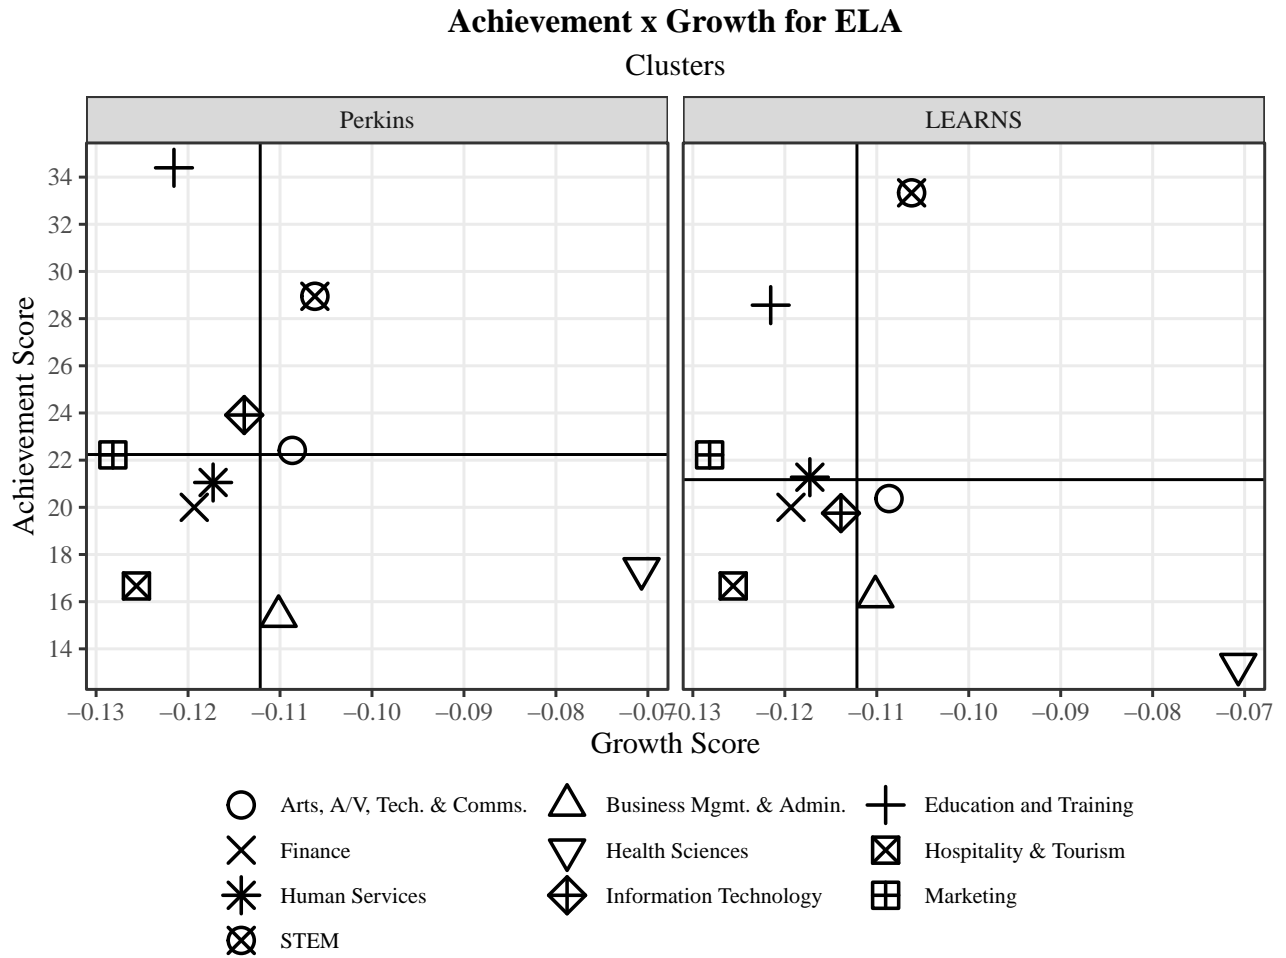 Achievement x Growth for ELA
Clusters
Perkins
LEARNS
Achievement Score
34
32
30
28
26
24
22
20
18
16
14
−0.13 −0.12 −0.11 −0.10 −0.09 −0.08 −0.07
−0.13 −0.12 −0.11 −0.10 −0.09 −0.08 −0.07
Growth Score
Arts, A/V, Tech. & Comms. Business Mgmt. & Admin. Education and Training
Finance Health Sciences Hospitality & Tourism
Human Services Information Technology Marketing
STEM